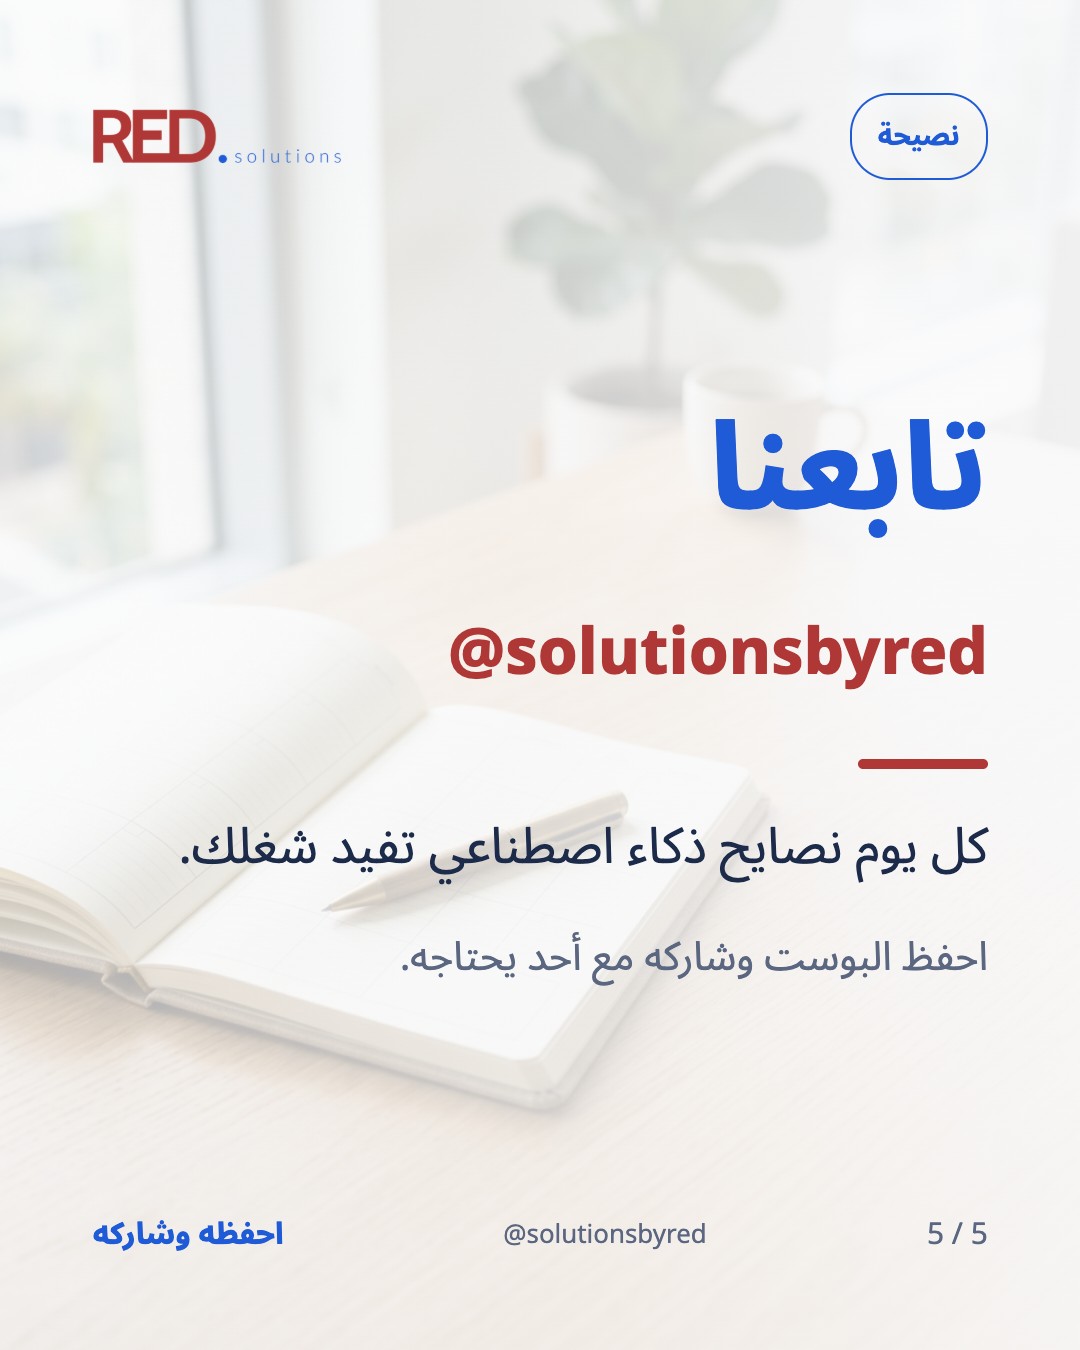 RED. solutions
نصيحة
تابعنا
@solutionsbyred
كل يوم نصايح ذكاء اصطناعي تفيد شغلك.
احفظ البوست وشاركه مع أحد يحتاجه.
5 / 5
@solutionsbyred
احفظه وشاركه